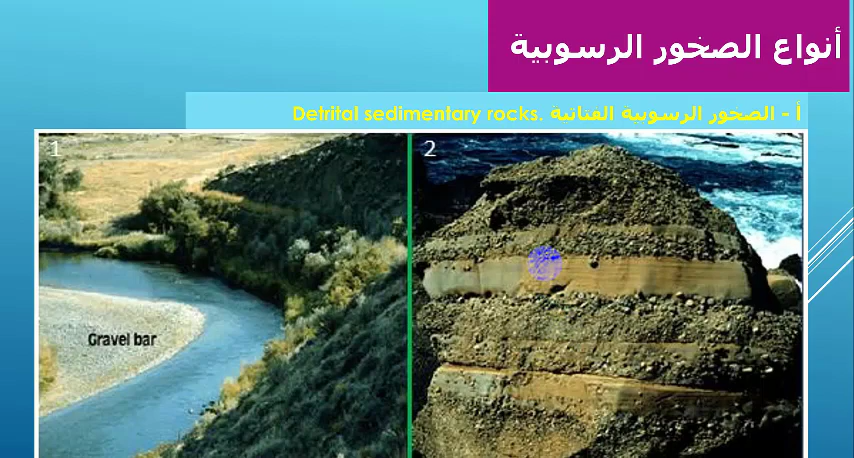 أنواع الصخور الرسوبية
أ - الصخور الرسوبية الفتاتية .Detrital sedimentary rocks
1
2
Gravel bar